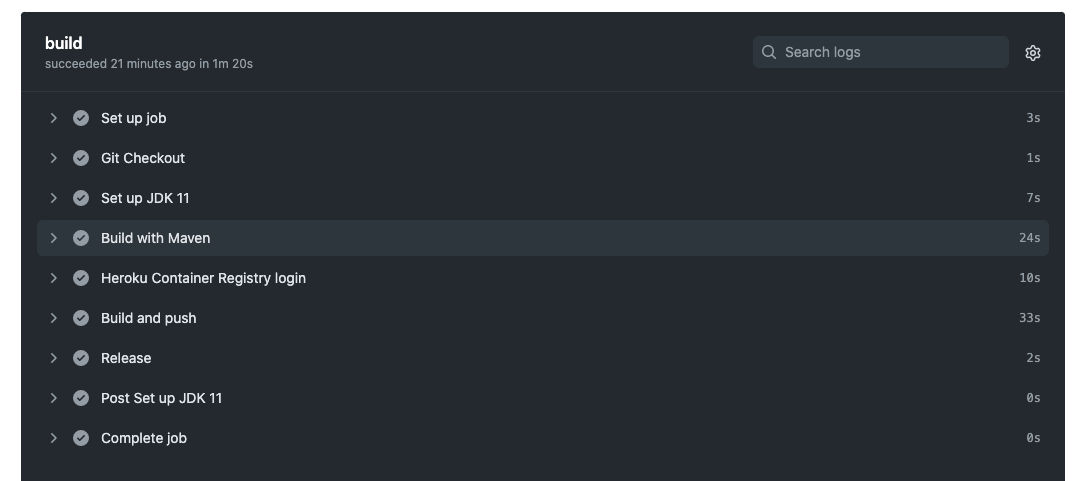 build
succeeded 21 minutes ago in 1m 20s
Search logs
Set up job 3s
Git Checkout 1s
Set up JDK 11 7s
Build with Maven 24s
Heroku Container Registry login 10s
Build and push 33s
Release 2s
Post Set up JDK 11 0s
Complete job 0s